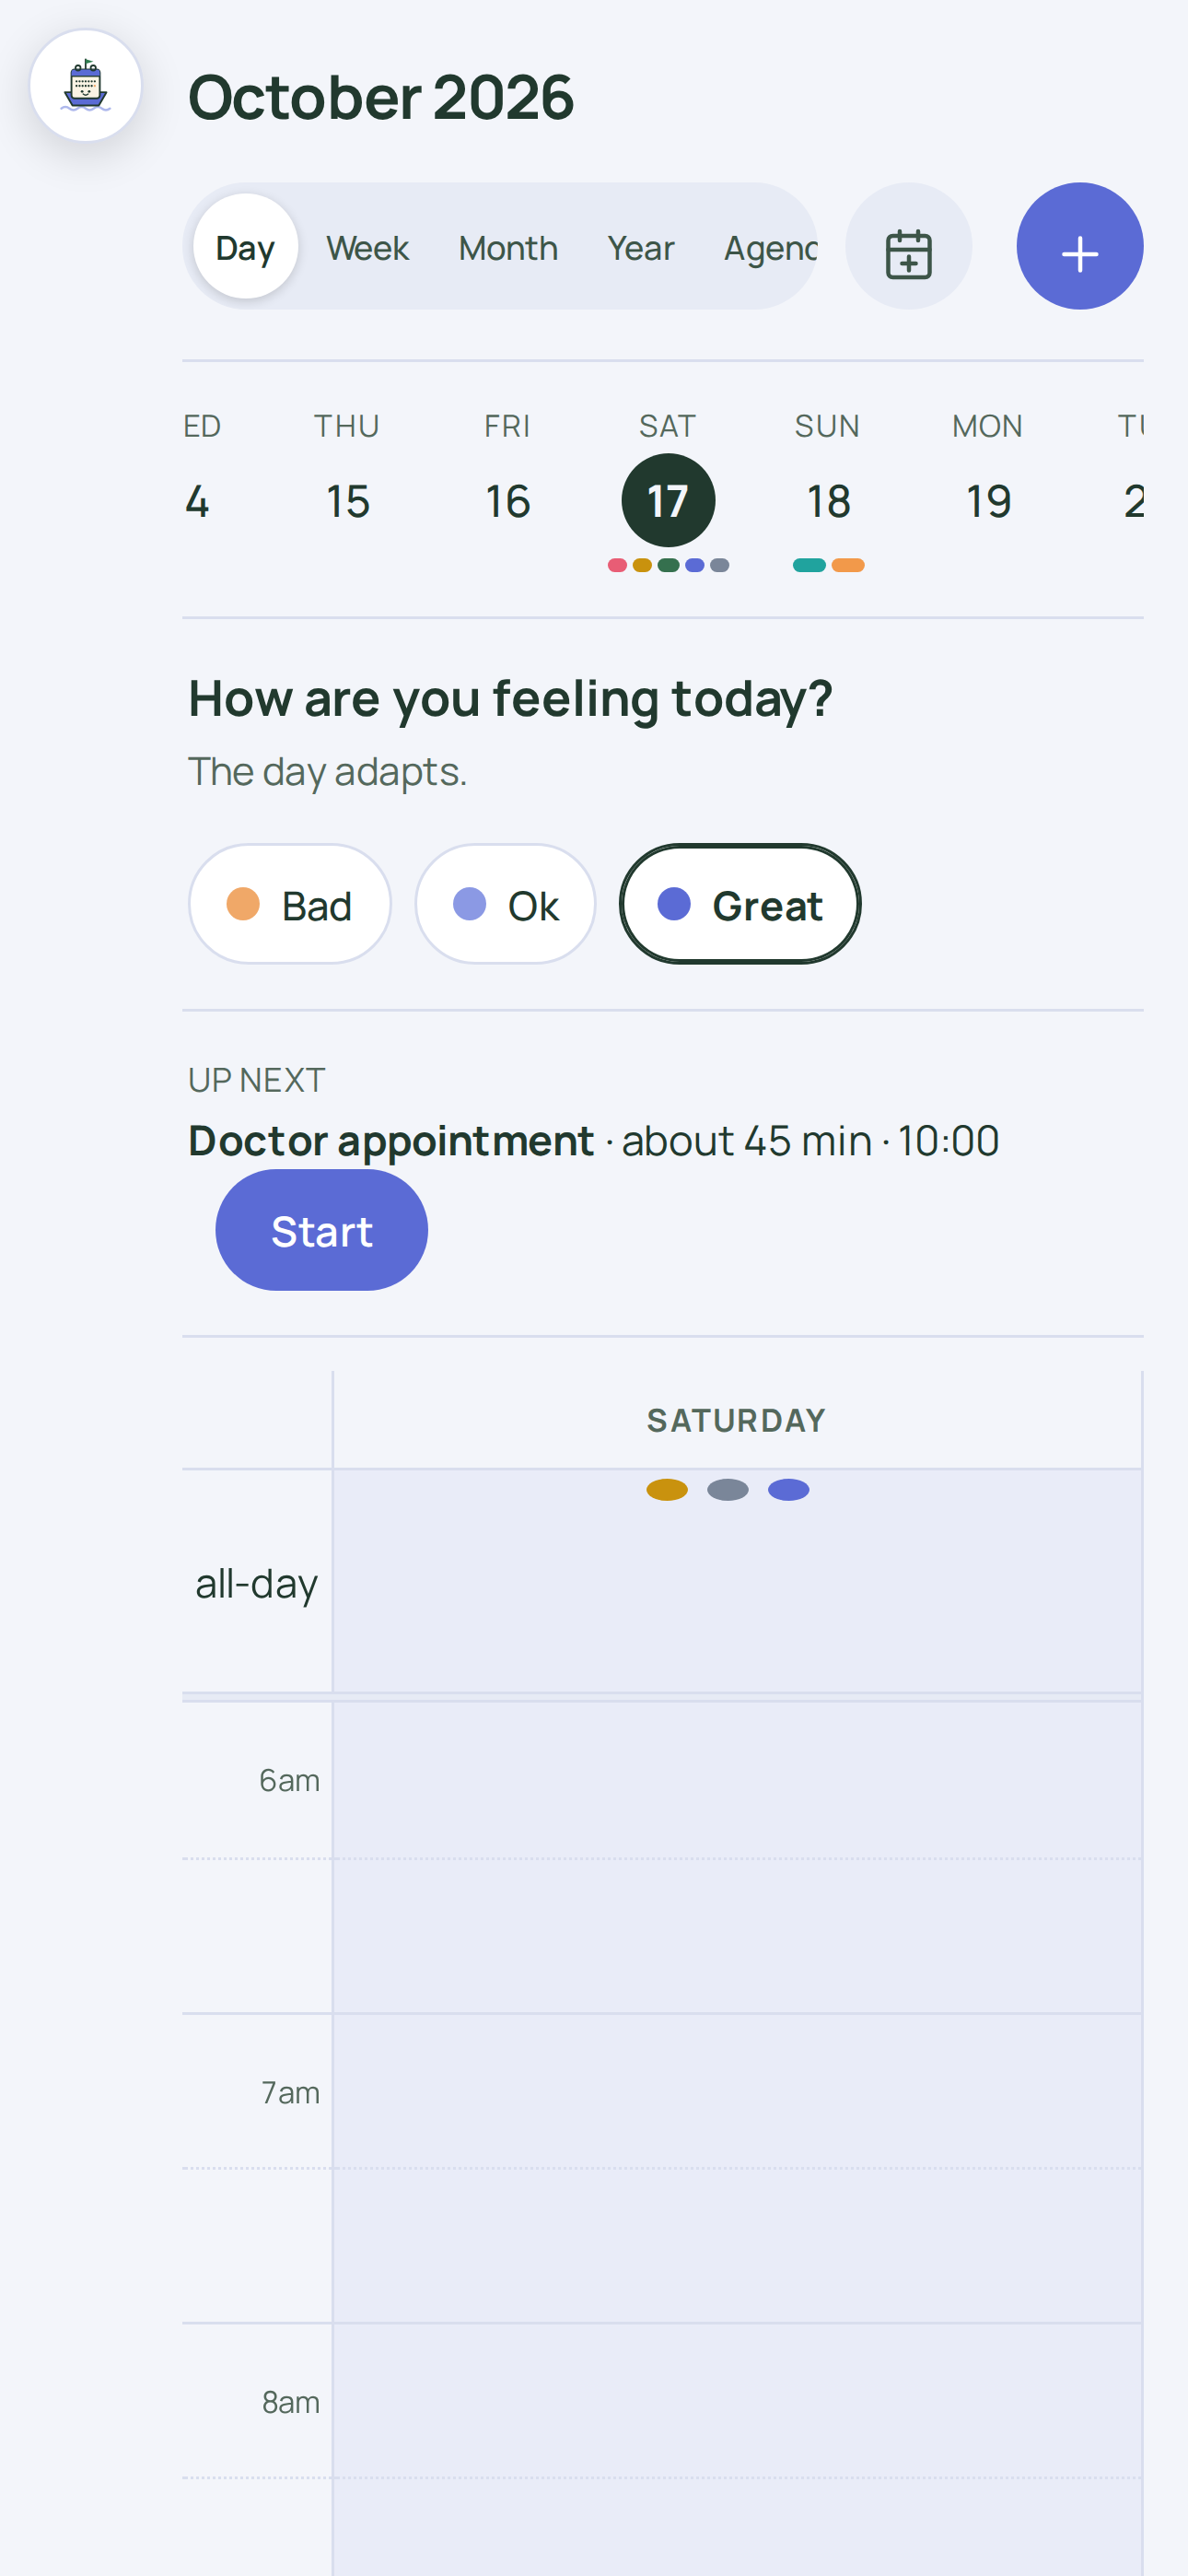 October 2026
Day Week Month Year Agenc
ED THU FRI SAT SUN MON TU
4 15 16 17 18 19 2
How are you feeling today?
The day adapts.
Bad Ok Great
UP NEXT
Doctor appointment · about 45 min · 10:00
Start
SATURDAY
all-day
6am
7am
8am